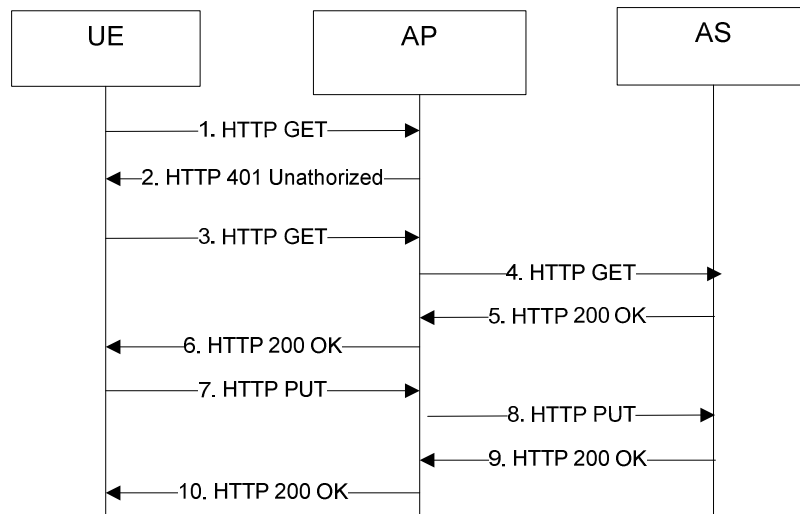 UE
AP
AS
1. HTTP GET
2. HTTP 401 Unathorized
3. HTTP GET
4. HTTP GET
5. HTTP 200 OK
6. HTTP 200 OK
7. HTTP PUT
8. HTTP PUT
9. HTTP 200 OK
10. HTTP 200 OK